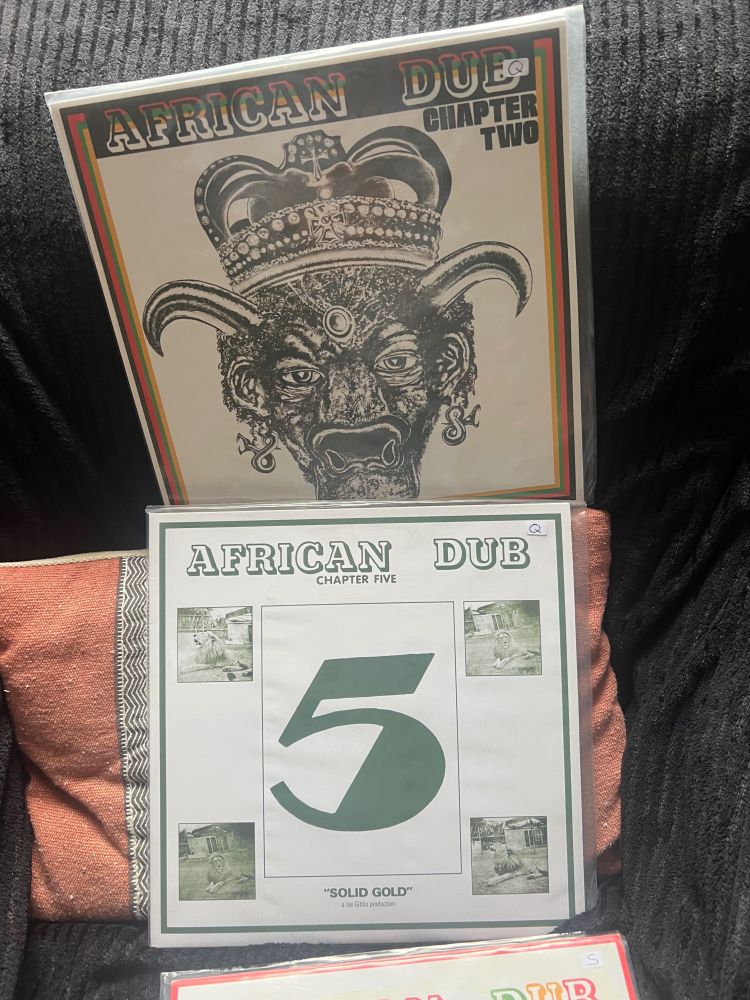 AFRICAN DUB
Q
CHAPTER
TWO
Q
AFRICAN DUB
CHAPTER FIVE
5
"SOLID GOLD"
a Joe Gibbs production
S
DUB